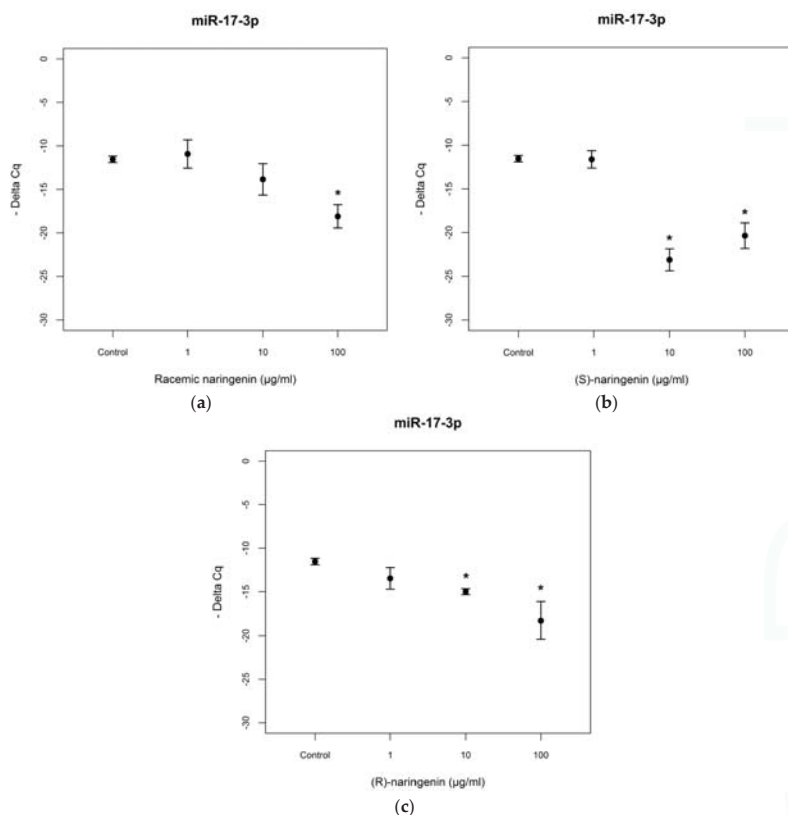 miR-17-3p
- Delta Cq
0
-5
-10
-15
-20
-25
-30
*
Control 1 10 100
Racemic naringenin (µg/ml)
(a)
miR-17-3p
- Delta Cq
0
-5
-10
-15
-20
-25
-30
* *
Control 1 10 100
(S)-naringenin (µg/ml)
(b)
miR-17-3p
- Delta Cq
0
-5
-10
-15
-20
-25
-30
* *
Control 1 10 100
(R)-naringenin (µg/ml)
(c)